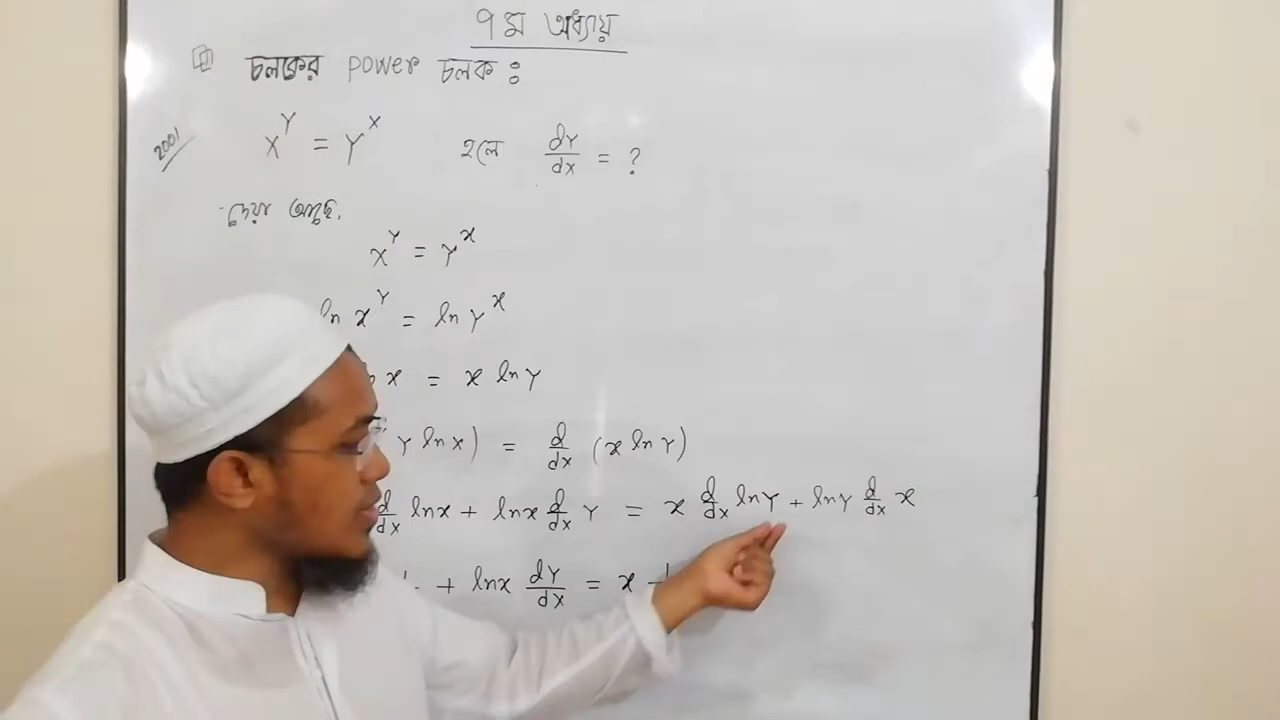 ৭ম অধ্যায়
চলকের power চলক :
2001 x^y = y^x হলে dy/dx = ?
দেয়া আছে,
x^y = y^x
ln x^y = ln y^x
x = x ln y
y ln x) = d/dx (x ln y)
d/dx ln x + ln x d/dx y = x d/dx ln y + ln y d/dx x
+ ln x dy/dx = x